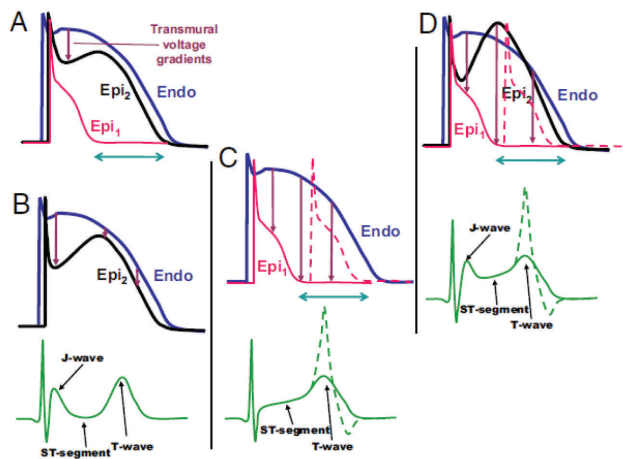 A
Transmural
voltage
gradients
Epi2
Endo
Epi1
B
Epi2
Endo
J-wave
ST-segment
T-wave
C
Endo
Epi1
ST-segment
T-wave
D
Epi2
Endo
Epi1
J-wave
ST-segment
T-wave